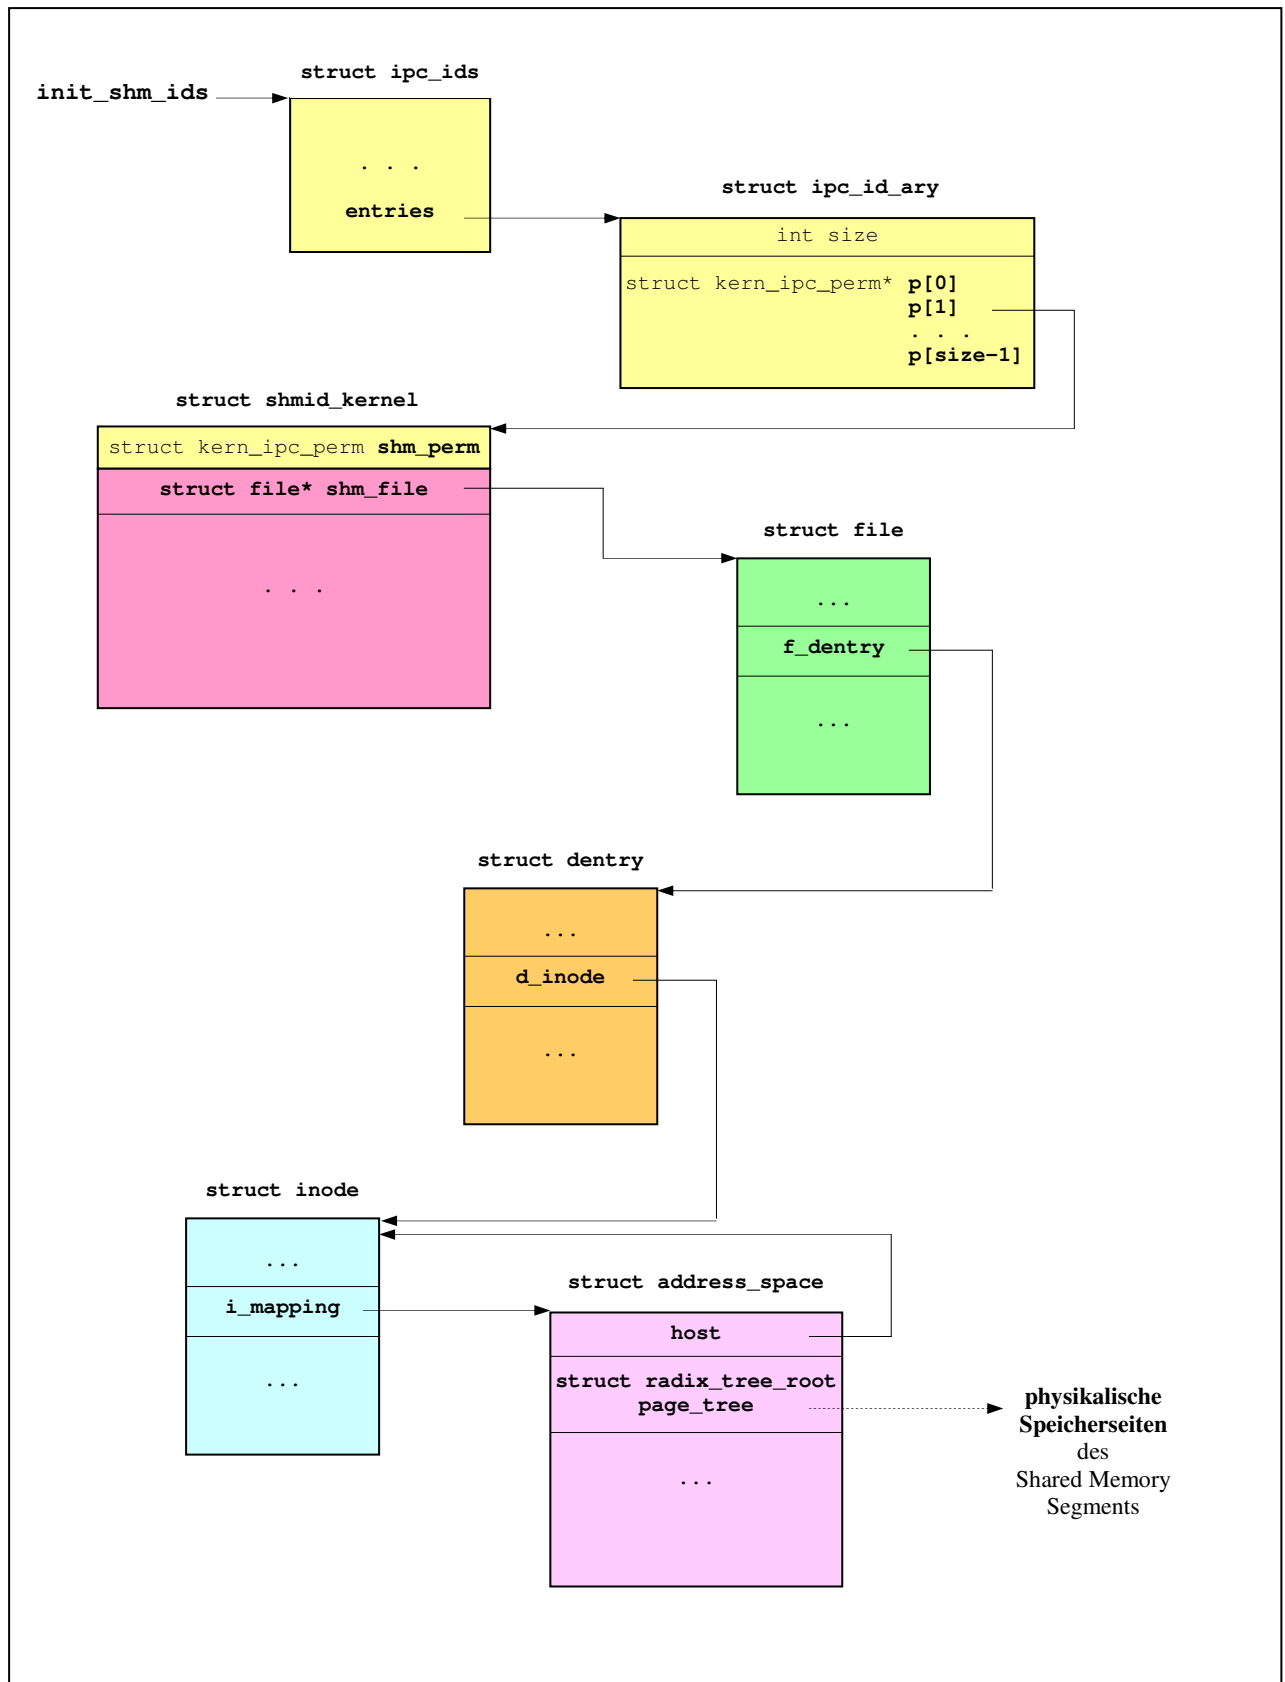 struct ipc_ids
init_shm_ids
. . .
entries
struct ipc_id_ary
int size
struct kern_ipc_perm* p[0]
p[1]
. . .
p[size-1]
struct shmid_kernel
struct kern_ipc_perm shm_perm
struct file* shm_file
. . .
struct file
...
f_dentry
...
struct dentry
...
d_inode
...
struct inode
...
i_mapping
...
struct address_space
host
struct radix_tree_root
page_tree
...
physikalische
Speicherseiten
des
Shared Memory
Segments